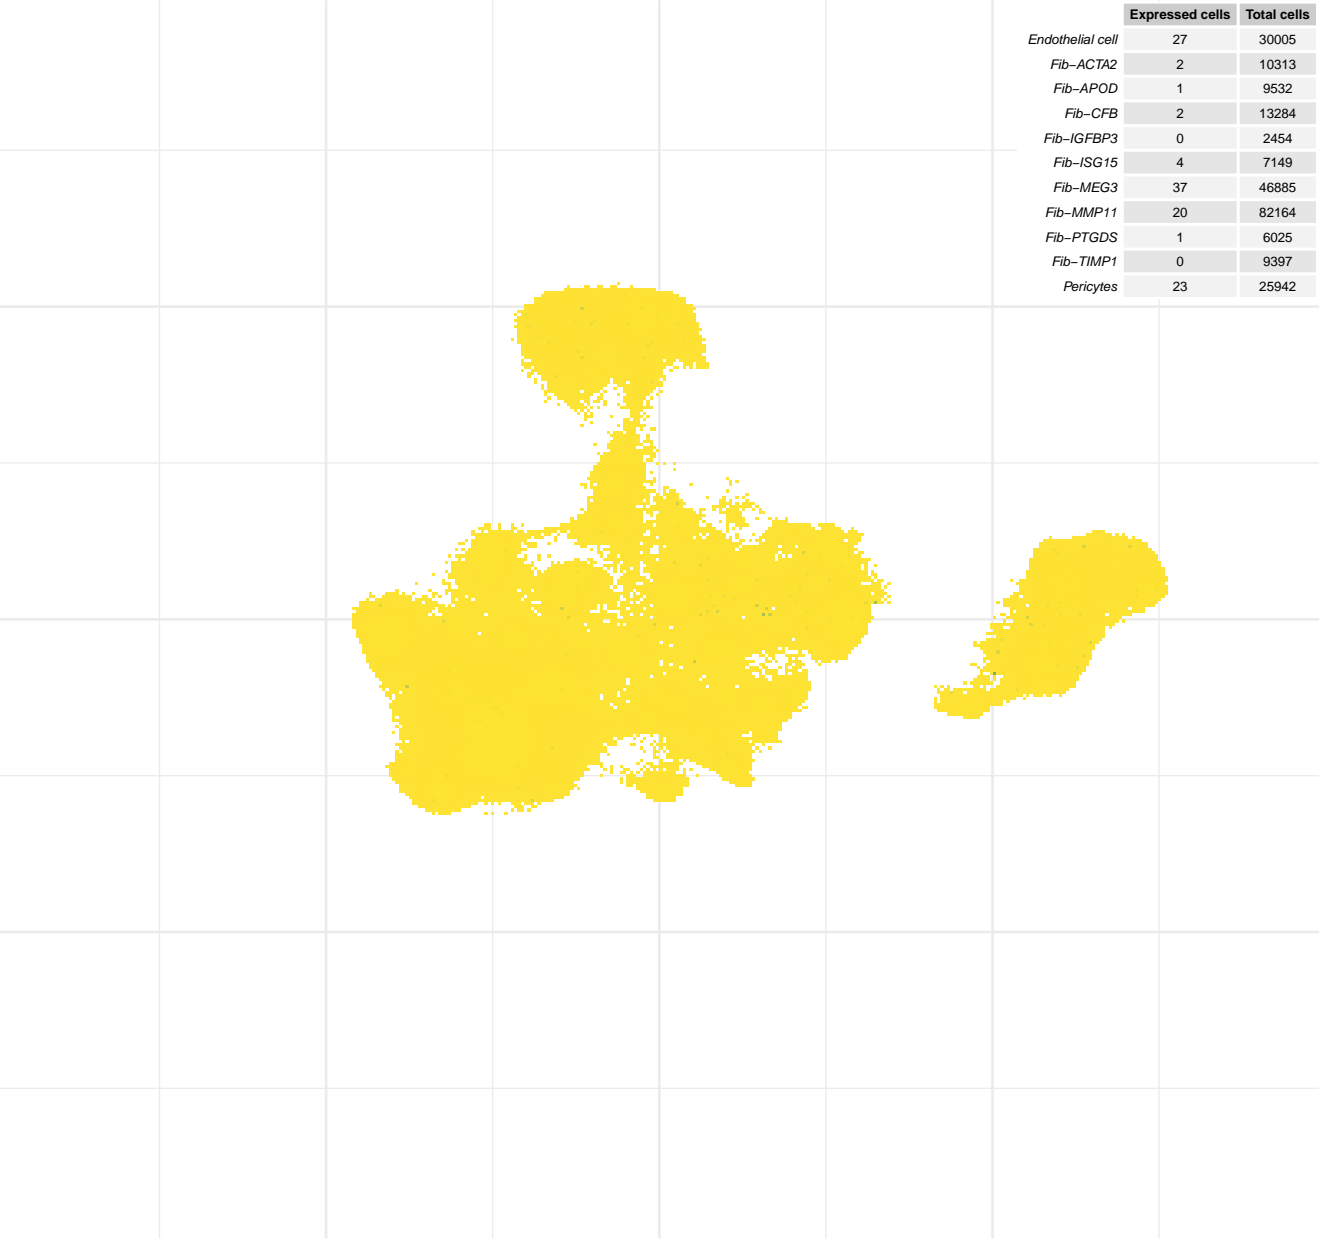 Expressed cells Total cells
Endothelial cell 27 30005
Fib−ACTA2 2 10313
Fib−APOD 1 9532
Fib−CFB 2 13284
Fib−IGFBP3 0 2454
Fib−ISG15 4 7149
Fib−MEG3 37 46885
Fib−MMP11 20 82164
Fib−PTGDS 1 6025
Fib−TIMP1 0 9397
Pericytes 23 25942